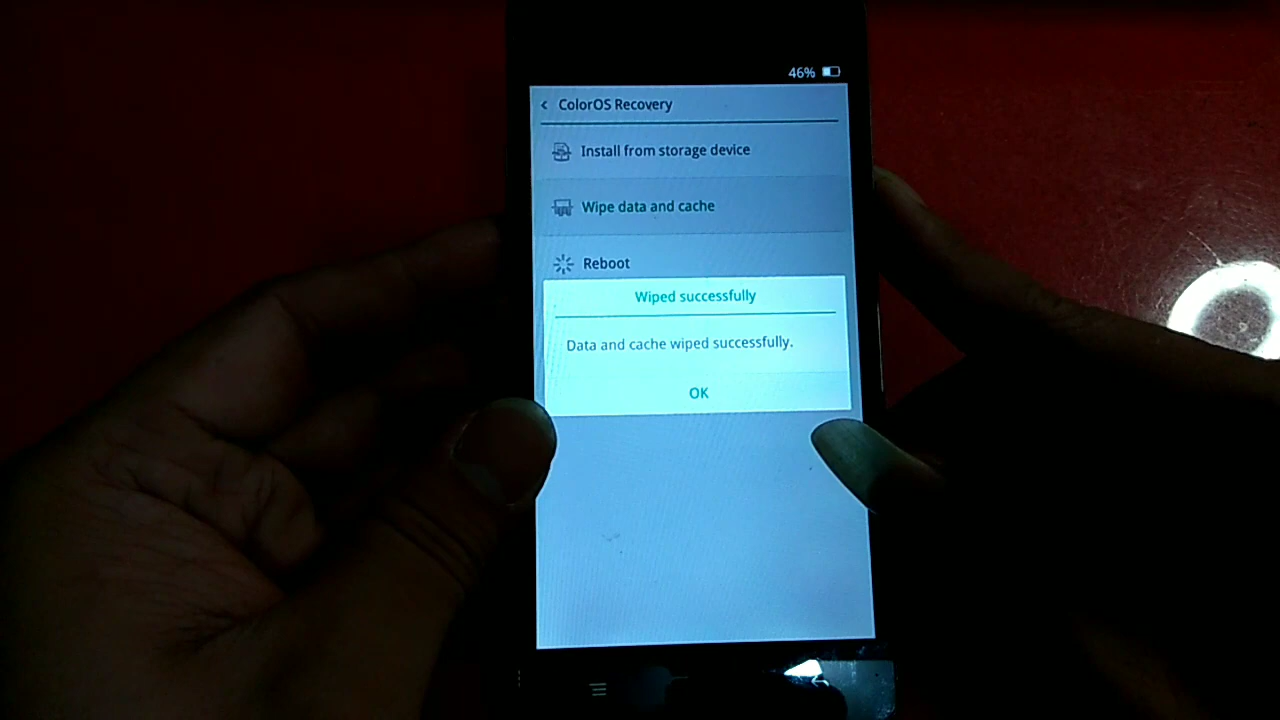 46%
ColorOS Recovery
Install from storage device
Wipe data and cache
Reboot
Wiped successfully
Data and cache wiped successfully.
OK